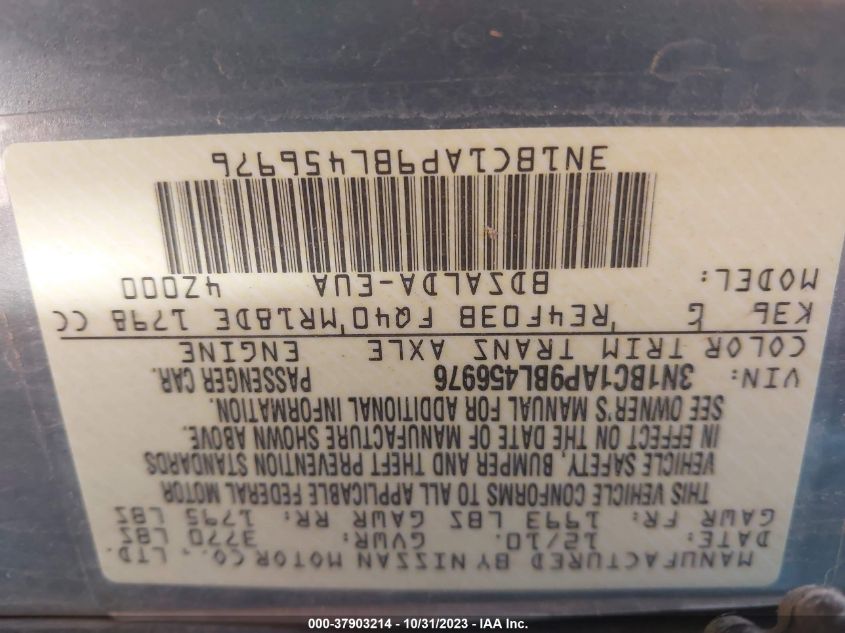 MANUFACTURED BY NISSAN MOTOR CO., LTD.
DATE: 12/10. GVWR: 3770 LBS
GAWR FR: 1993 LBS GAWR RR: 1795 LBS
THIS VEHICLE CONFORMS TO ALL APPLICABLE FEDERAL MOTOR
VEHICLE SAFETY, BUMPER AND THEFT PREVENTION STANDARDS
IN EFFECT ON THE DATE OF MANUFACTURE SHOWN ABOVE.
SEE OWNER'S MANUAL FOR ADDITIONAL INFORMATION.
VIN: 3N1BC1AP9BL456976 PASSENGER CAR.
COLOR TRIM TRANS AXLE ENGINE
K36 G RE4F03B FQ40 MR18DE 1798 CC
MODEL: BDSALDA-EUA 4Z000
3N1BC1AP9BL456976
000-37903214 - 10/31/2023 - IAA Inc.